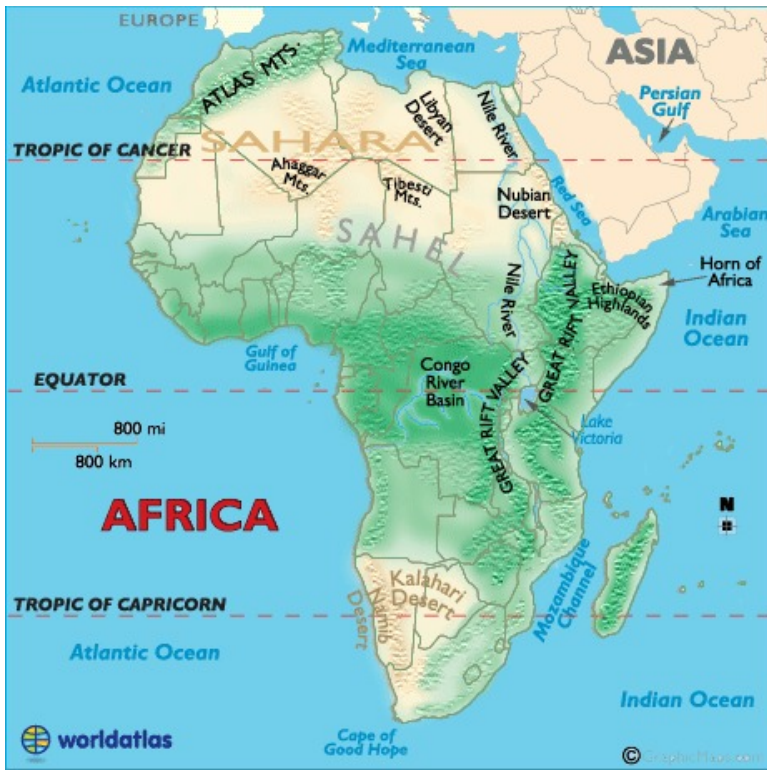 EUROPE
Mediterranean
Sea
ASIA
Atlantic Ocean
ATLAS MTS.
Persian
Gulf
Libyan
Desert
Nile River
SAHARA
TROPIC OF CANCER
Ahaggar
Mts.
Tibesti
Mts.
Nubian
Desert
Red Sea
Arabian
Sea
SAHEL
Horn of
Africa
Nile River
GREAT RIFT VALLEY
Ethiopian
Highlands
Indian
Ocean
Gulf of
Guinea
Congo
River
Basin
EQUATOR
GREAT RIFT VALLEY
Lake
Victoria
800 mi
800 km
AFRICA
N
Kalahari
Desert
Namib
Desert
Mozambique
Channel
TROPIC OF CAPRICORN
Atlantic Ocean
Indian Ocean
Cape of
Good Hope
worldatlas
© GraphicMaps.com